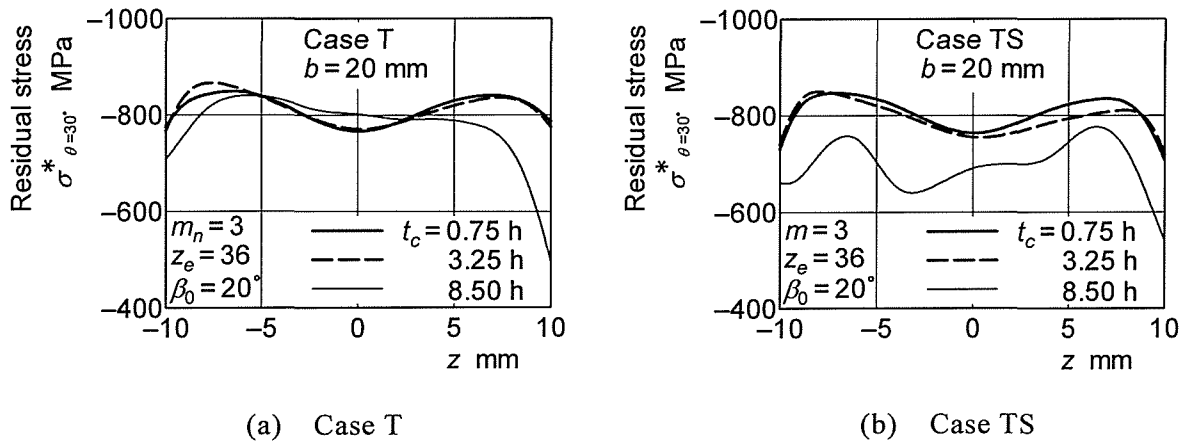 Residual stress
σ*θ=30° MPa
–1000
–800
–600
–400
Case T
b = 20 mm
mn = 3
ze = 36
β0 = 20°
tc = 0.75 h
3.25 h
8.50 h
–10 –5 0 5 10
z mm
(a) Case T
Residual stress
σ*θ=30° MPa
–1000
–800
–600
–400
Case TS
b = 20 mm
m = 3
ze = 36
β0 = 20°
tc = 0.75 h
3.25 h
8.50 h
–10 –5 0 5 10
z mm
(b) Case TS